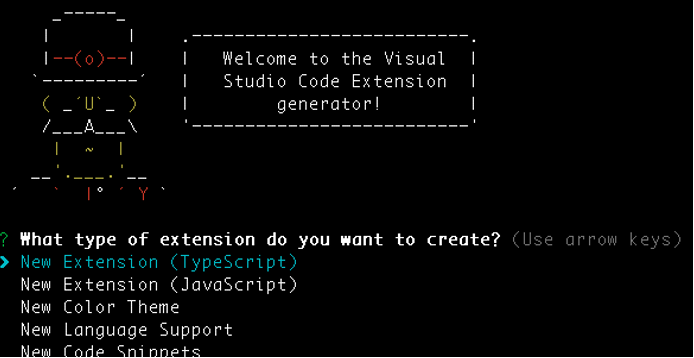 Welcome to the Visual
Studio Code Extension
generator!
? What type of extension do you want to create? (Use arrow keys)
❯ New Extension (TypeScript)
New Extension (JavaScript)
New Color Theme
New Language Support
New Code Snippets